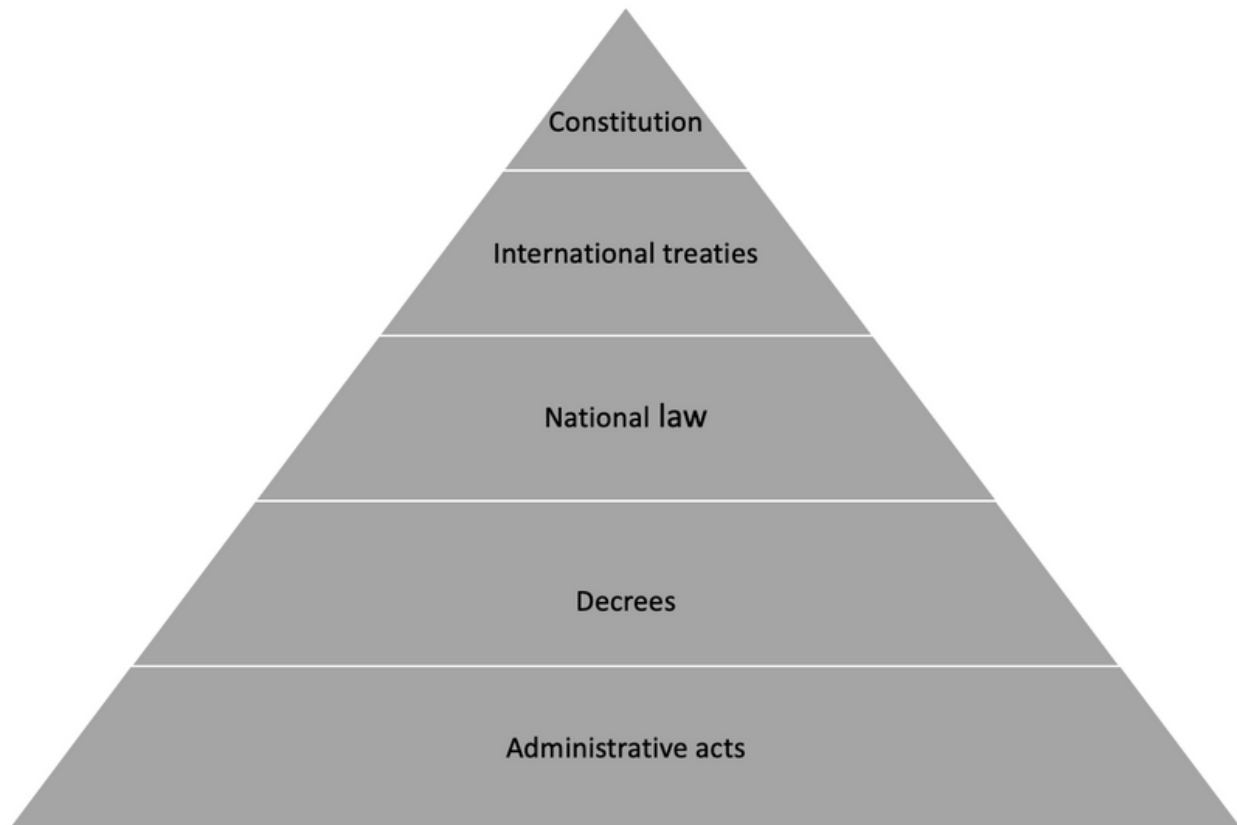 Constitution
International treaties
National law
Decrees
Administrative acts